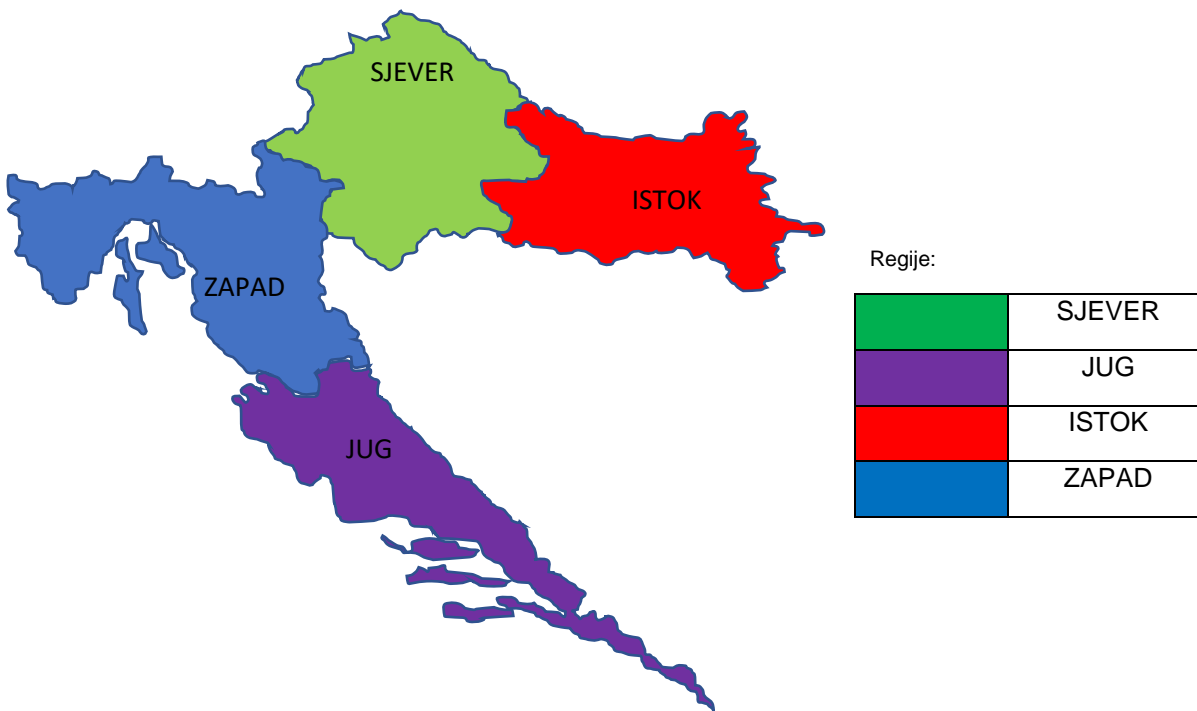 SJEVER
ISTOK
ZAPAD
JUG
Regije:
SJEVER
JUG
ISTOK
ZAPAD